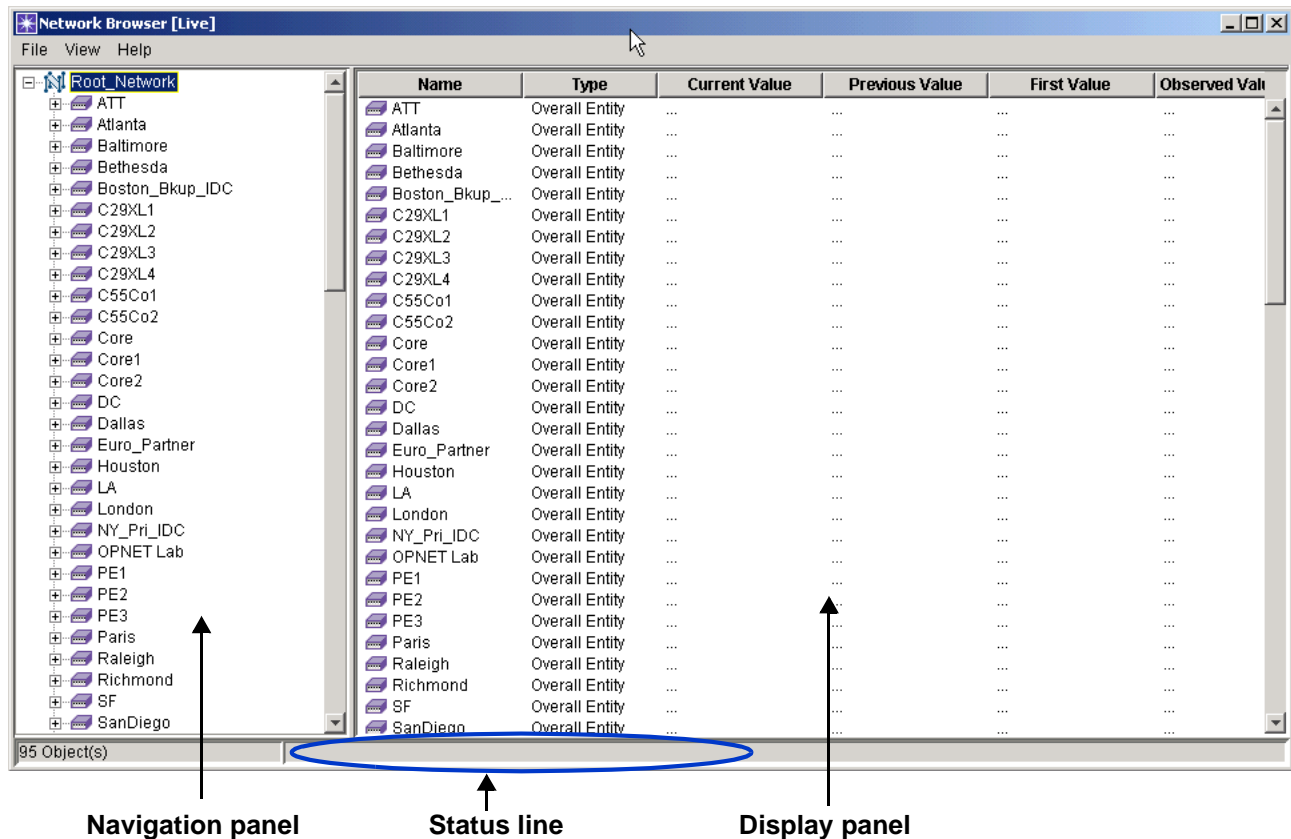 Network Browser [Live]
File View Help
Root_Network
ATT
Atlanta
Baltimore
Bethesda
Boston_Bkup_IDC
C29XL1
C29XL2
C29XL3
C29XL4
C55Co1
C55Co2
Core
Core1
Core2
DC
Dallas
Euro_Partner
Houston
LA
London
NY_Pri_IDC
OPNET Lab
PE1
PE2
PE3
Paris
Raleigh
Richmond
SF
SanDiego
Name Type Current Value Previous Value First Value Observed Valu
ATT Overall Entity ... ... ... ...
Atlanta Overall Entity ... ... ... ...
Baltimore Overall Entity ... ... ... ...
Bethesda Overall Entity ... ... ... ...
Boston_Bkup_... Overall Entity ... ... ... ...
C29XL1 Overall Entity ... ... ... ...
C29XL2 Overall Entity ... ... ... ...
C29XL3 Overall Entity ... ... ... ...
C29XL4 Overall Entity ... ... ... ...
C55Co1 Overall Entity ... ... ... ...
C55Co2 Overall Entity ... ... ... ...
Core Overall Entity ... ... ... ...
Core1 Overall Entity ... ... ... ...
Core2 Overall Entity ... ... ... ...
DC Overall Entity ... ... ... ...
Dallas Overall Entity ... ... ... ...
Euro_Partner Overall Entity ... ... ... ...
Houston Overall Entity ... ... ... ...
LA Overall Entity ... ... ... ...
London Overall Entity ... ... ... ...
NY_Pri_IDC Overall Entity ... ... ... ...
OPNET Lab Overall Entity ... ... ... ...
PE1 Overall Entity ... ... ... ...
PE2 Overall Entity ... ... ... ...
PE3 Overall Entity ... ... ... ...
Paris Overall Entity ... ... ... ...
Raleigh Overall Entity ... ... ... ...
Richmond Overall Entity ... ... ... ...
SF Overall Entity ... ... ... ...
SanDiego Overall Entity ... ... ... ...
95 Object(s)
Navigation panel Status line Display panel